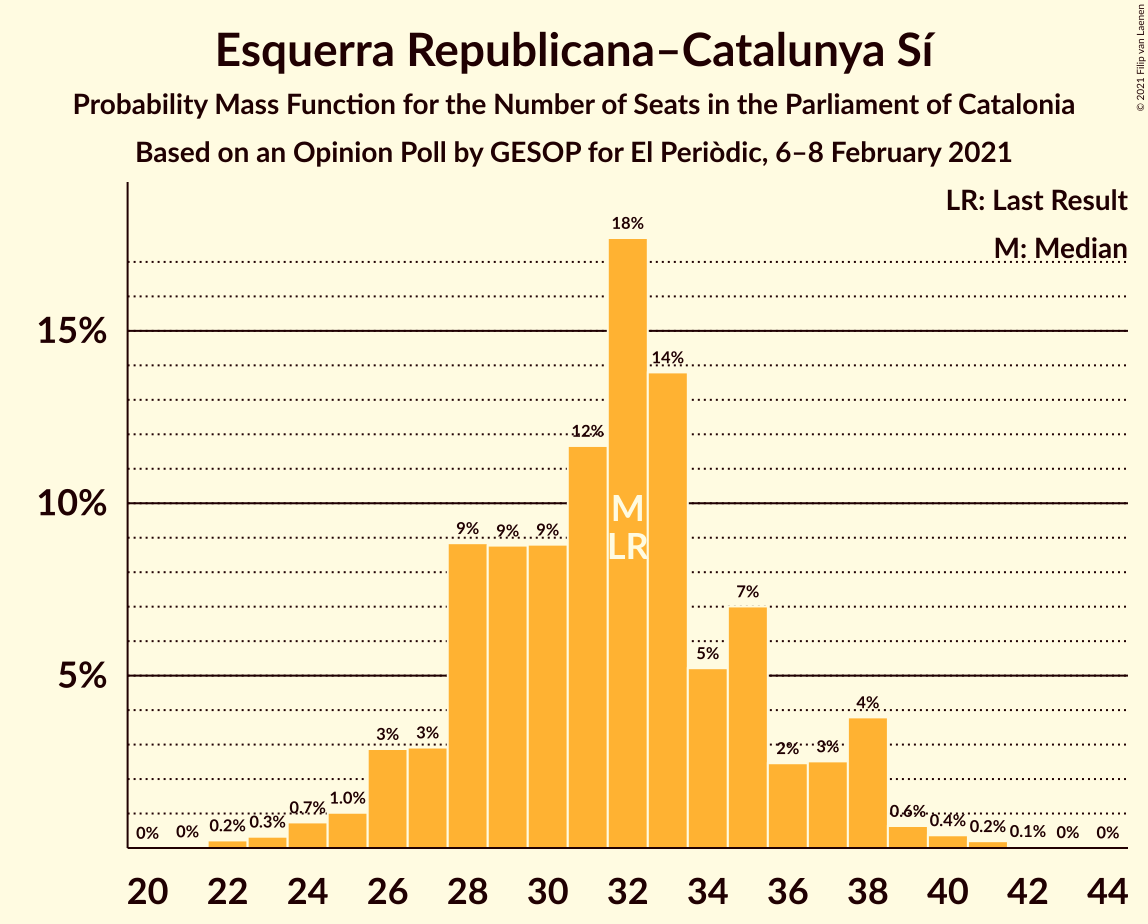 Esquerra Republicana–Catalunya Sí
Probability Mass Function for the Number of Seats in the Parliament of Catalonia
Based on an Opinion Poll by GESOP for El Periòdic, 6–8 February 2021
© 2021 Filip van Laenen
LR: Last Result
M: Median
15%
10%
5%
0% 0% 0.2% 0.3% 0.7% 1.0% 3% 3% 9% 9% 9% 12% 18% 14% 5% 7% 2% 3% 4% 0.6% 0.4% 0.2% 0.1% 0% 0%
M
LR
20 22 24 26 28 30 32 34 36 38 40 42 44